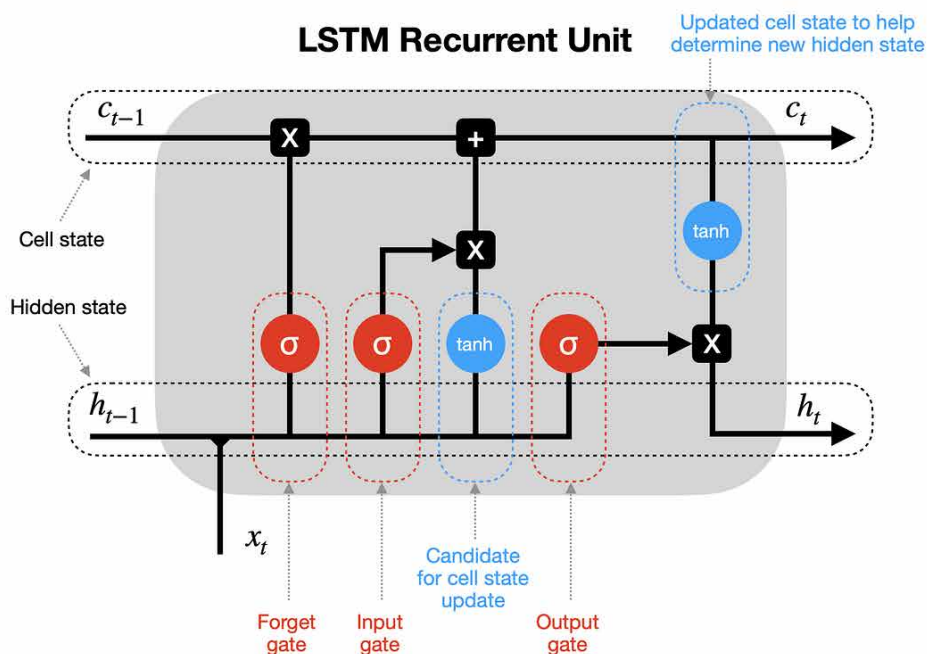 LSTM Recurrent Unit
Updated cell state to help
determine new hidden state
c_{t−1}
c_t
X
+
Cell state
tanh
X
Hidden state
σ
σ
tanh
σ
X
h_{t−1}
h_t
x_t
Candidate
for cell state
update
Forget
gate
Input
gate
Output
gate